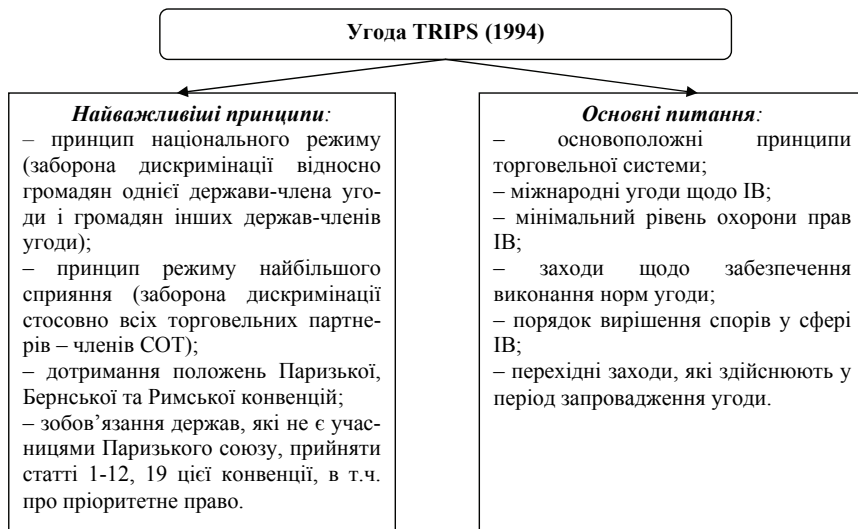 Угода TRIPS (1994)
Найважливіші принципи:
– принцип національного режиму
(заборона дискримінації відносно
громадян однієї держави-члена уго-
ди і громадян інших держав-членів
угоди);
– принцип режиму найбільшого
сприяння (заборона дискримінації
стосовно всіх торговельних партне-
рів – членів СОТ);
– дотримання положень Паризької,
Бернської та Римської конвенцій;
– зобов’язання держав, які не є учас-
ницями Паризького союзу, прийняти
статті 1-12, 19 цієї конвенції, в т.ч.
про пріоритетне право.
Основні питання:
– основоположні принципи
торговельної системи;
– міжнародні угоди щодо ІВ;
– мінімальний рівень охорони прав
ІВ;
– заходи щодо забезпечення
виконання норм угоди;
– порядок вирішення спорів у сфері
ІВ;
– перехідні заходи, які здійснюють у
період запровадження угоди.